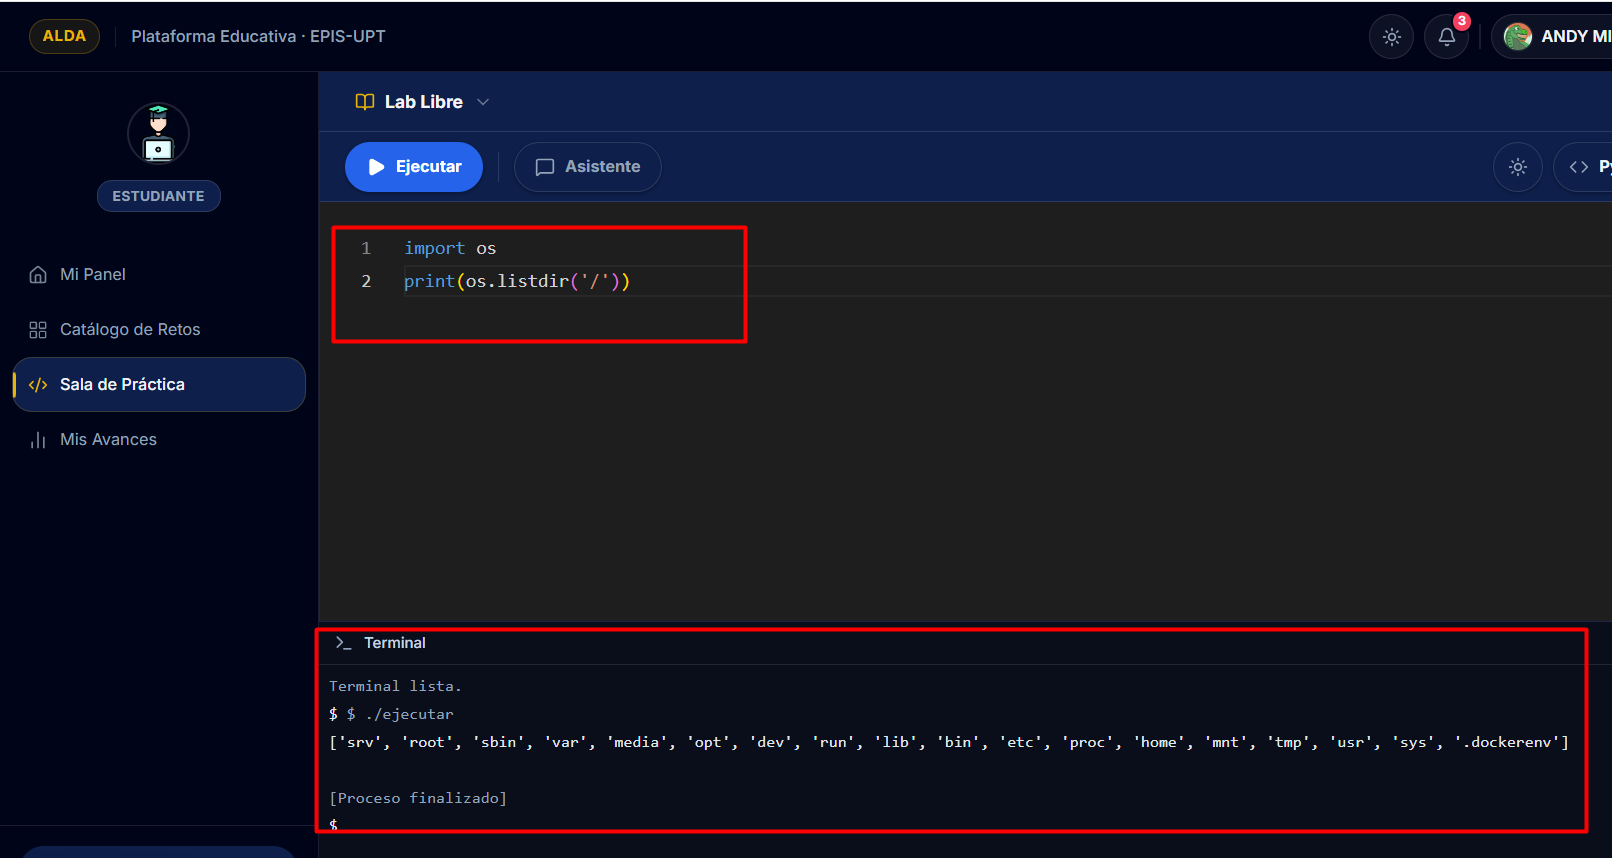 ALDA
Plataforma Educativa · EPIS-UPT
3
ANDY MI
ESTUDIANTE
Mi Panel
Catálogo de Retos
Sala de Práctica
Mis Avances
Lab Libre
Ejecutar
Asistente
Py
1 import os
2 print(os.listdir('/'))
>_ Terminal
Terminal lista.
$ $ ./ejecutar
['srv', 'root', 'sbin', 'var', 'media', 'opt', 'dev', 'run', 'lib', 'bin', 'etc', 'proc', 'home', 'mnt', 'tmp', 'usr', 'sys', '.dockerenv']
[Proceso finalizado]
$